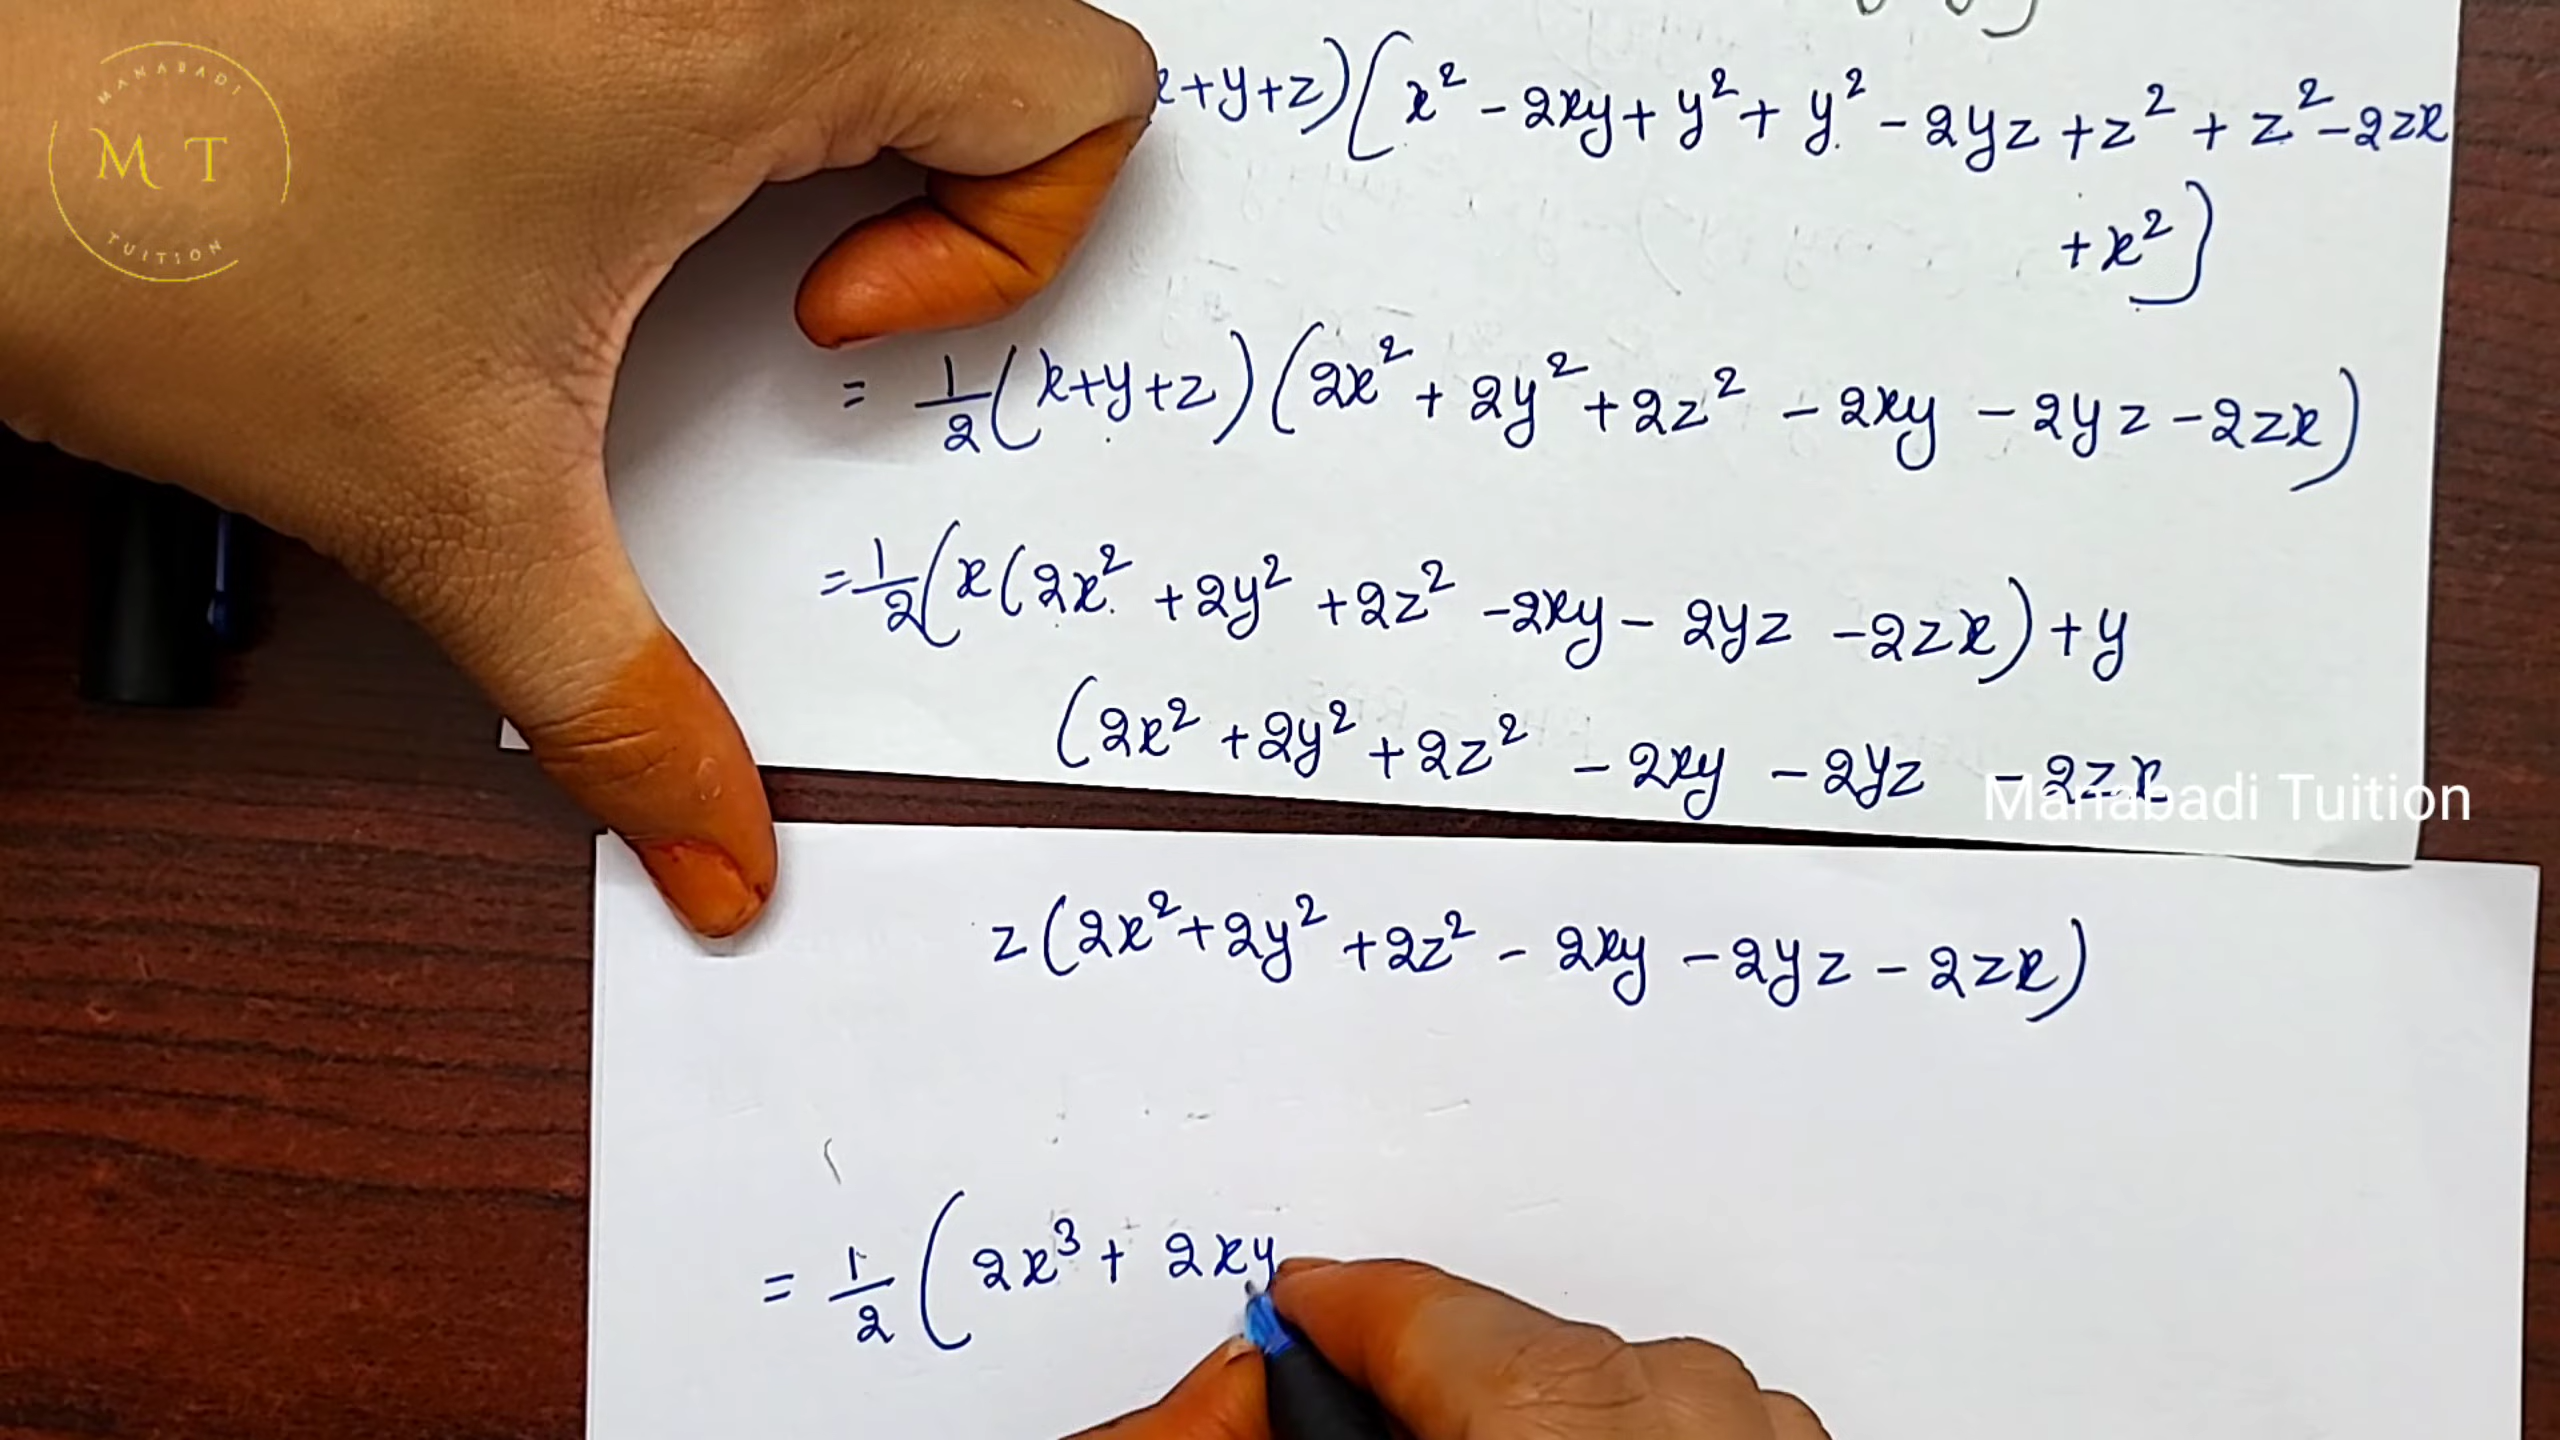 MANABADI
M T
TUITION
x+y+z)(x² - 2xy + y² + y² - 2yz + z² + z² - 2zx
+ x²)
= 1/2 (x+y+z)(2x² + 2y² + 2z² - 2xy - 2yz - 2zx)
= 1/2 (x(2x² + 2y² + 2z² - 2xy - 2yz - 2zx) + y
(2x² + 2y² + 2z² - 2xy - 2yz - 2zx
Manabadi Tuition
z(2x² + 2y² + 2z² - 2xy - 2yz - 2zx)
= 1/2 (2x³ + 2xy